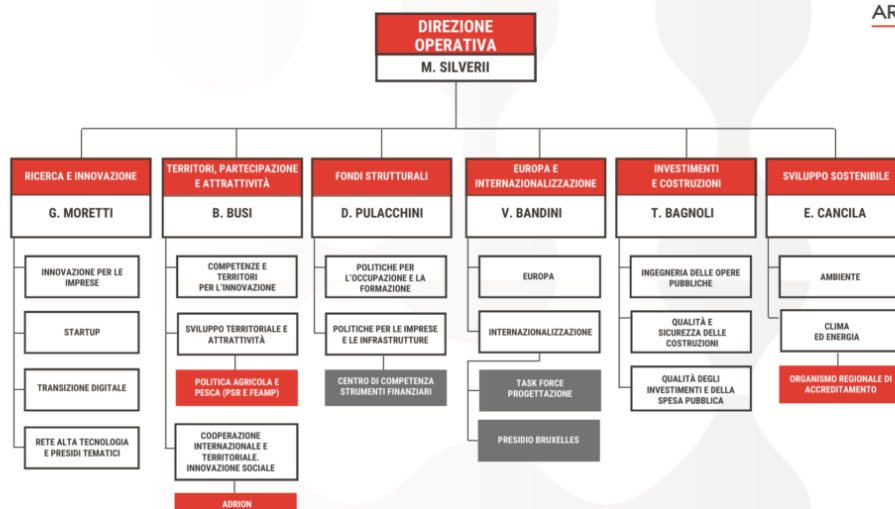 AR
DIREZIONE
OPERATIVA
M. SILVERII
RICERCA E INNOVAZIONE
G. MORETTI
INNOVAZIONE PER LE
IMPRESE
STARTUP
TRANSIZIONE DIGITALE
RETE ALTA TECNOLOGIA
E PRESIDI TEMATICI
TERRITORI, PARTECIPAZIONE
E ATTRATTIVITÀ
B. BUSI
COMPETENZE E
TERRITORI
PER L'INNOVAZIONE
SVILUPPO TERRITORIALE E
ATTRATTIVITÀ
POLITICA AGRICOLA E
PESCA (PSR E FEAMP)
COOPERAZIONE
INTERNAZIONALE E
TERRITORIALE.
INNOVAZIONE SOCIALE
ADRION
FONDI STRUTTURALI
D. PULACCHINI
POLITICHE PER
L'OCCUPAZIONE E LA
FORMAZIONE
POLITICHE PER LE IMPRESE
E LE INFRASTRUTTURE
CENTRO DI COMPETENZA
STRUMENTI FINANZIARI
EUROPA E
INTERNAZIONALIZZAZIONE
V. BANDINI
EUROPA
INTERNAZIONALIZZAZIONE
TASK FORCE
PROGETTAZIONE
PRESIDIO BRUXELLES
INVESTIMENTI
E COSTRUZIONI
T. BAGNOLI
INGEGNERIA DELLE OPERE
PUBBLICHE
QUALITÀ E
SICUREZZA DELLE
COSTRUZIONI
QUALITÀ DEGLI
INVESTIMENTI E DELLA
SPESA PUBBLICA
SVILUPPO SOSTENIBILE
E. CANCILA
AMBIENTE
CLIMA
ED ENERGIA
ORGANISMO REGIONALE DI
ACCREDITAMENTO